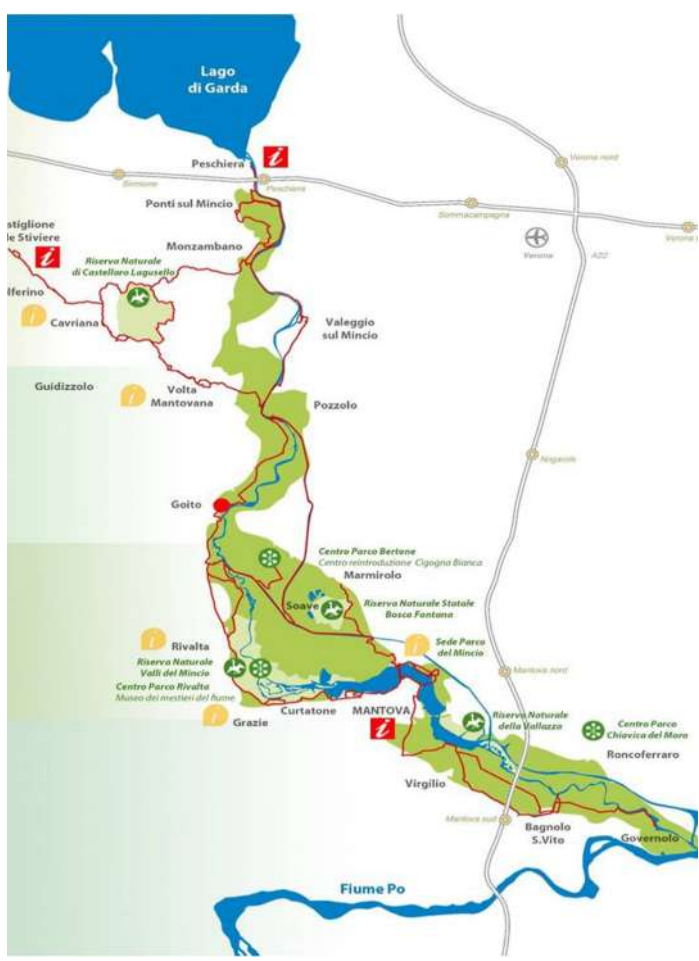 Lago
di Garda
Peschiera
i
Sirmione
Peschiera
Verona nord
Ponti sul Mincio
Sommacampagna
Monzambano
Verona
A22
stiglione
le Stiviere
i
Riserva Naturale
di Castellaro Lagusello
lferino
i
Cavriana
Valeggio
sul Mincio
Guidizzolo
i
Volta
Mantovana
Pozzolo
Nogarole
Goito
Centro Parco Bertone
Centro reintroduzione Cigogna Bianca
Marmirolo
Soave
Riserva Naturale Statale
Bosco Fontana
i
Rivalta
i
Sede Parco
del Mincio
Riserva Naturale
Valli del Mincio
Centro Parco Rivalta
Museo dei mestieri del fiume
Mantova nord
i
Grazie
Curtatone
MANTOVA
i
Riserva Naturale
della Vallazza
Centro Parco
Chiavica del Moro
Roncoferraro
Virgilio
Mantova sud
Bagnolo
S.Vito
Governolo
Fiume Po